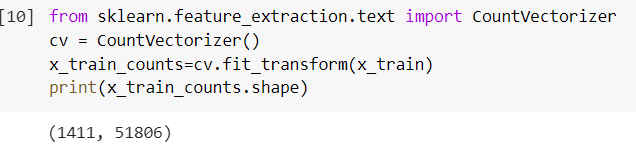 [10] from sklearn.feature_extraction.text import CountVectorizer
cv = CountVectorizer()
x_train_counts=cv.fit_transform(x_train)
print(x_train_counts.shape)
(1411, 51806)